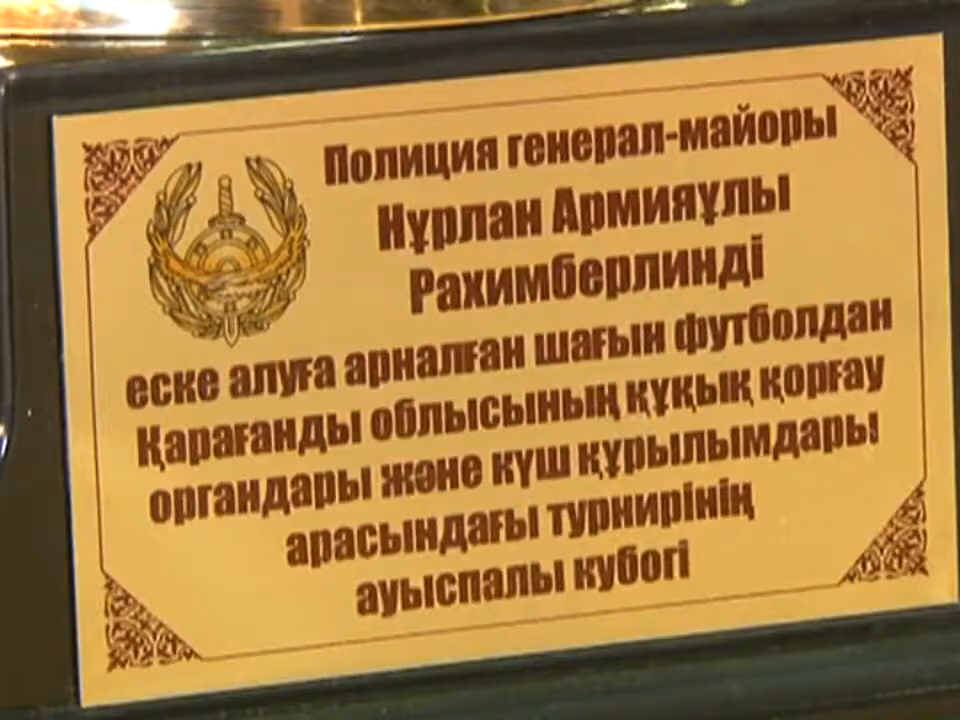 Полиция генерал-майоры
Нұрлан Армияұлы
Рахимберлинді
еске алуға арналған шағын футболдан
Қарағанды облысының құқық қорғау
органдары және күш құрылымдары
арасындағы турнирінің
ауыспалы кубогі